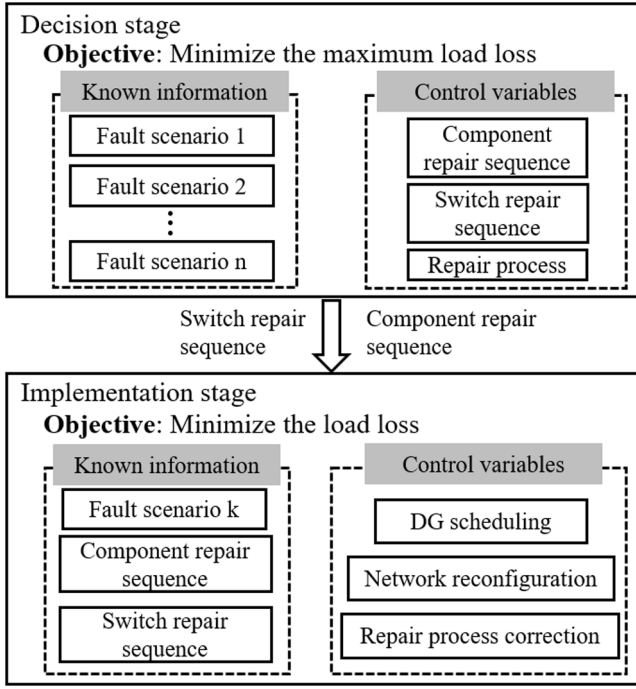 Decision stage
Objective: Minimize the maximum load loss
Known information
Fault scenario 1
Fault scenario 2
⋮
Fault scenario n
Control variables
Component
repair sequence
Switch repair
sequence
Repair process
Switch repair
sequence
Component repair
sequence
Implementation stage
Objective: Minimize the load loss
Known information
Fault scenario k
Component repair
sequence
Switch repair
sequence
Control variables
DG scheduling
Network reconfiguration
Repair process correction